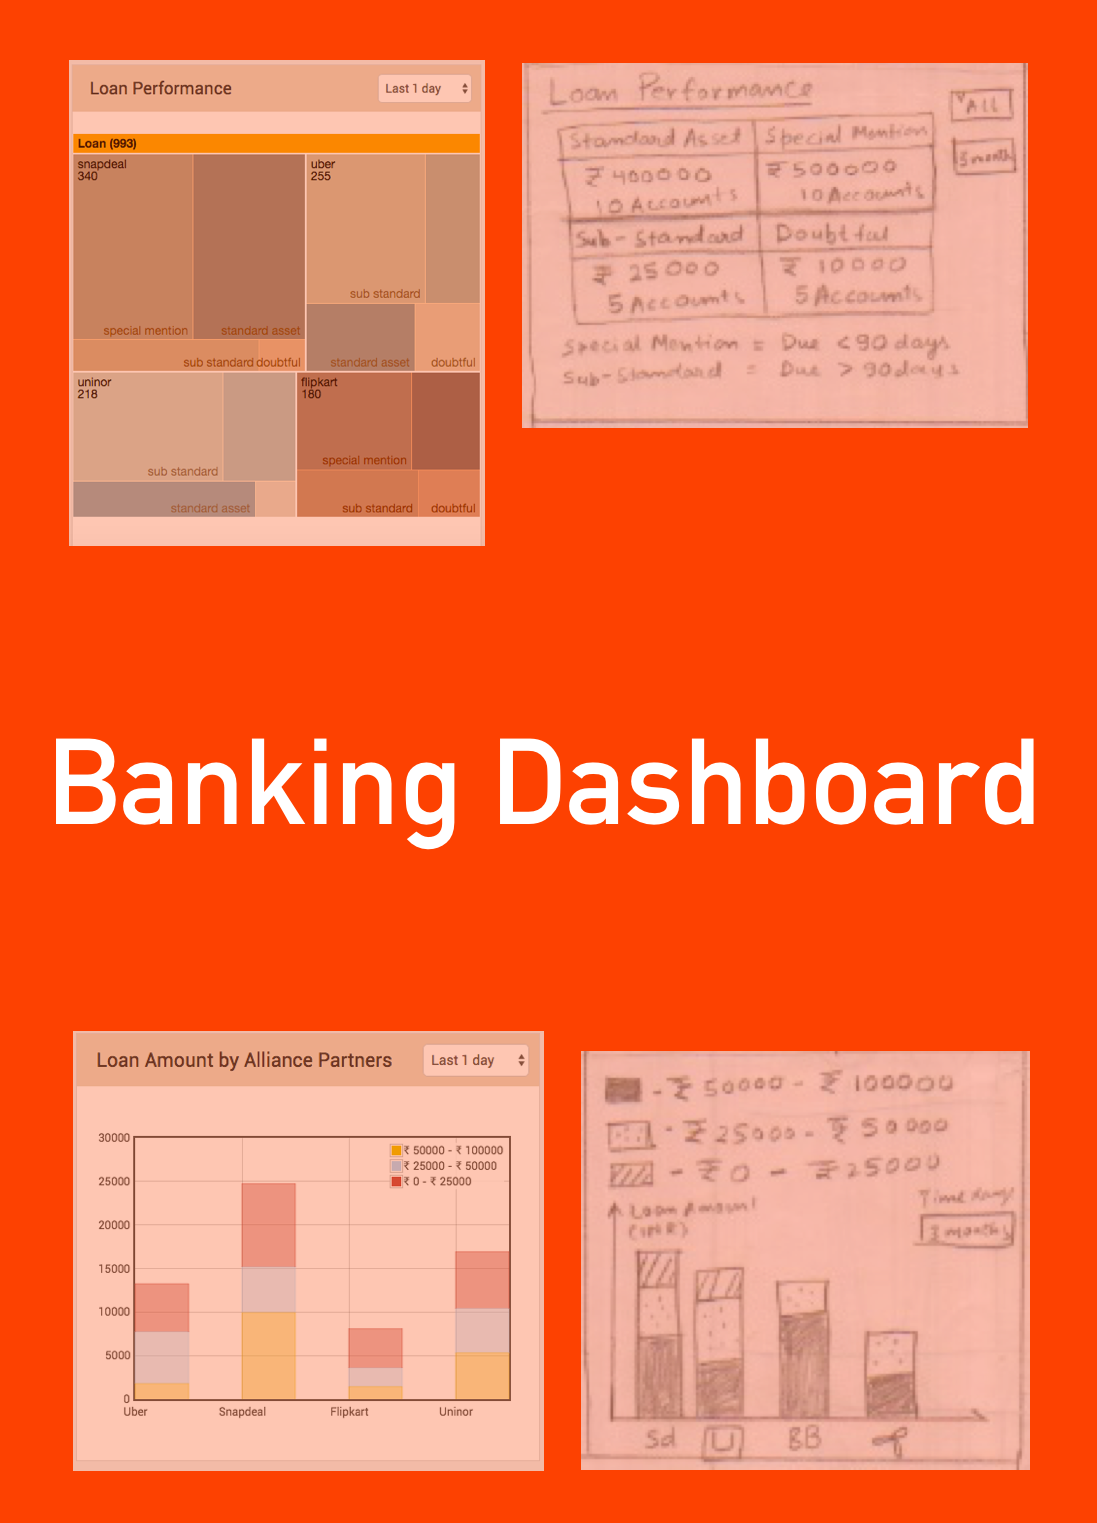 Loan Performance
Last 1 day
Loan (993)
snapdeal
340
special mention
standard asset
sub standard
doubtful
uber
255
sub standard
standard asset
doubtful
uninor
218
sub standard
standard asset
flipkart
180
special mention
sub standard
doubtful
Loan Performance
All
3 month
Standard Asset
Special Mention
₹ 400000
10 Accounts
₹ 500000
10 Accounts
Sub-Standard
Doubtful
₹ 25000
5 Accounts
₹ 10000
5 Accounts
Special Mention = Due < 90 days
Sub-Standard = Due > 90 days
Banking Dashboard
Loan Amount by Alliance Partners
Last 1 day
₹ 50000 - ₹ 100000
₹ 25000 - ₹ 50000
₹ 0 - ₹ 25000
30000
25000
20000
15000
10000
5000
0
Uber
Snapdeal
Flipkart
Uninor
- ₹ 50000 - ₹ 100000
- ₹ 25000 - ₹ 50000
- ₹ 0 - ₹ 25000
Loan Amount
(INR)
Time
3 months
Sd
U
BB